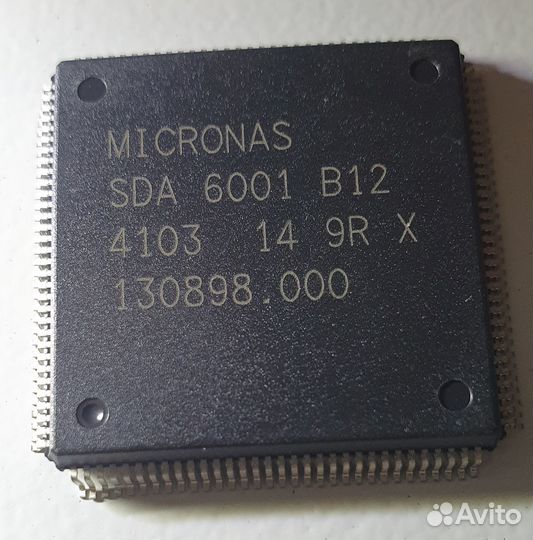 MICRONAS
SDA 6001 B12
4103 14 9R X
130898.000
Avito